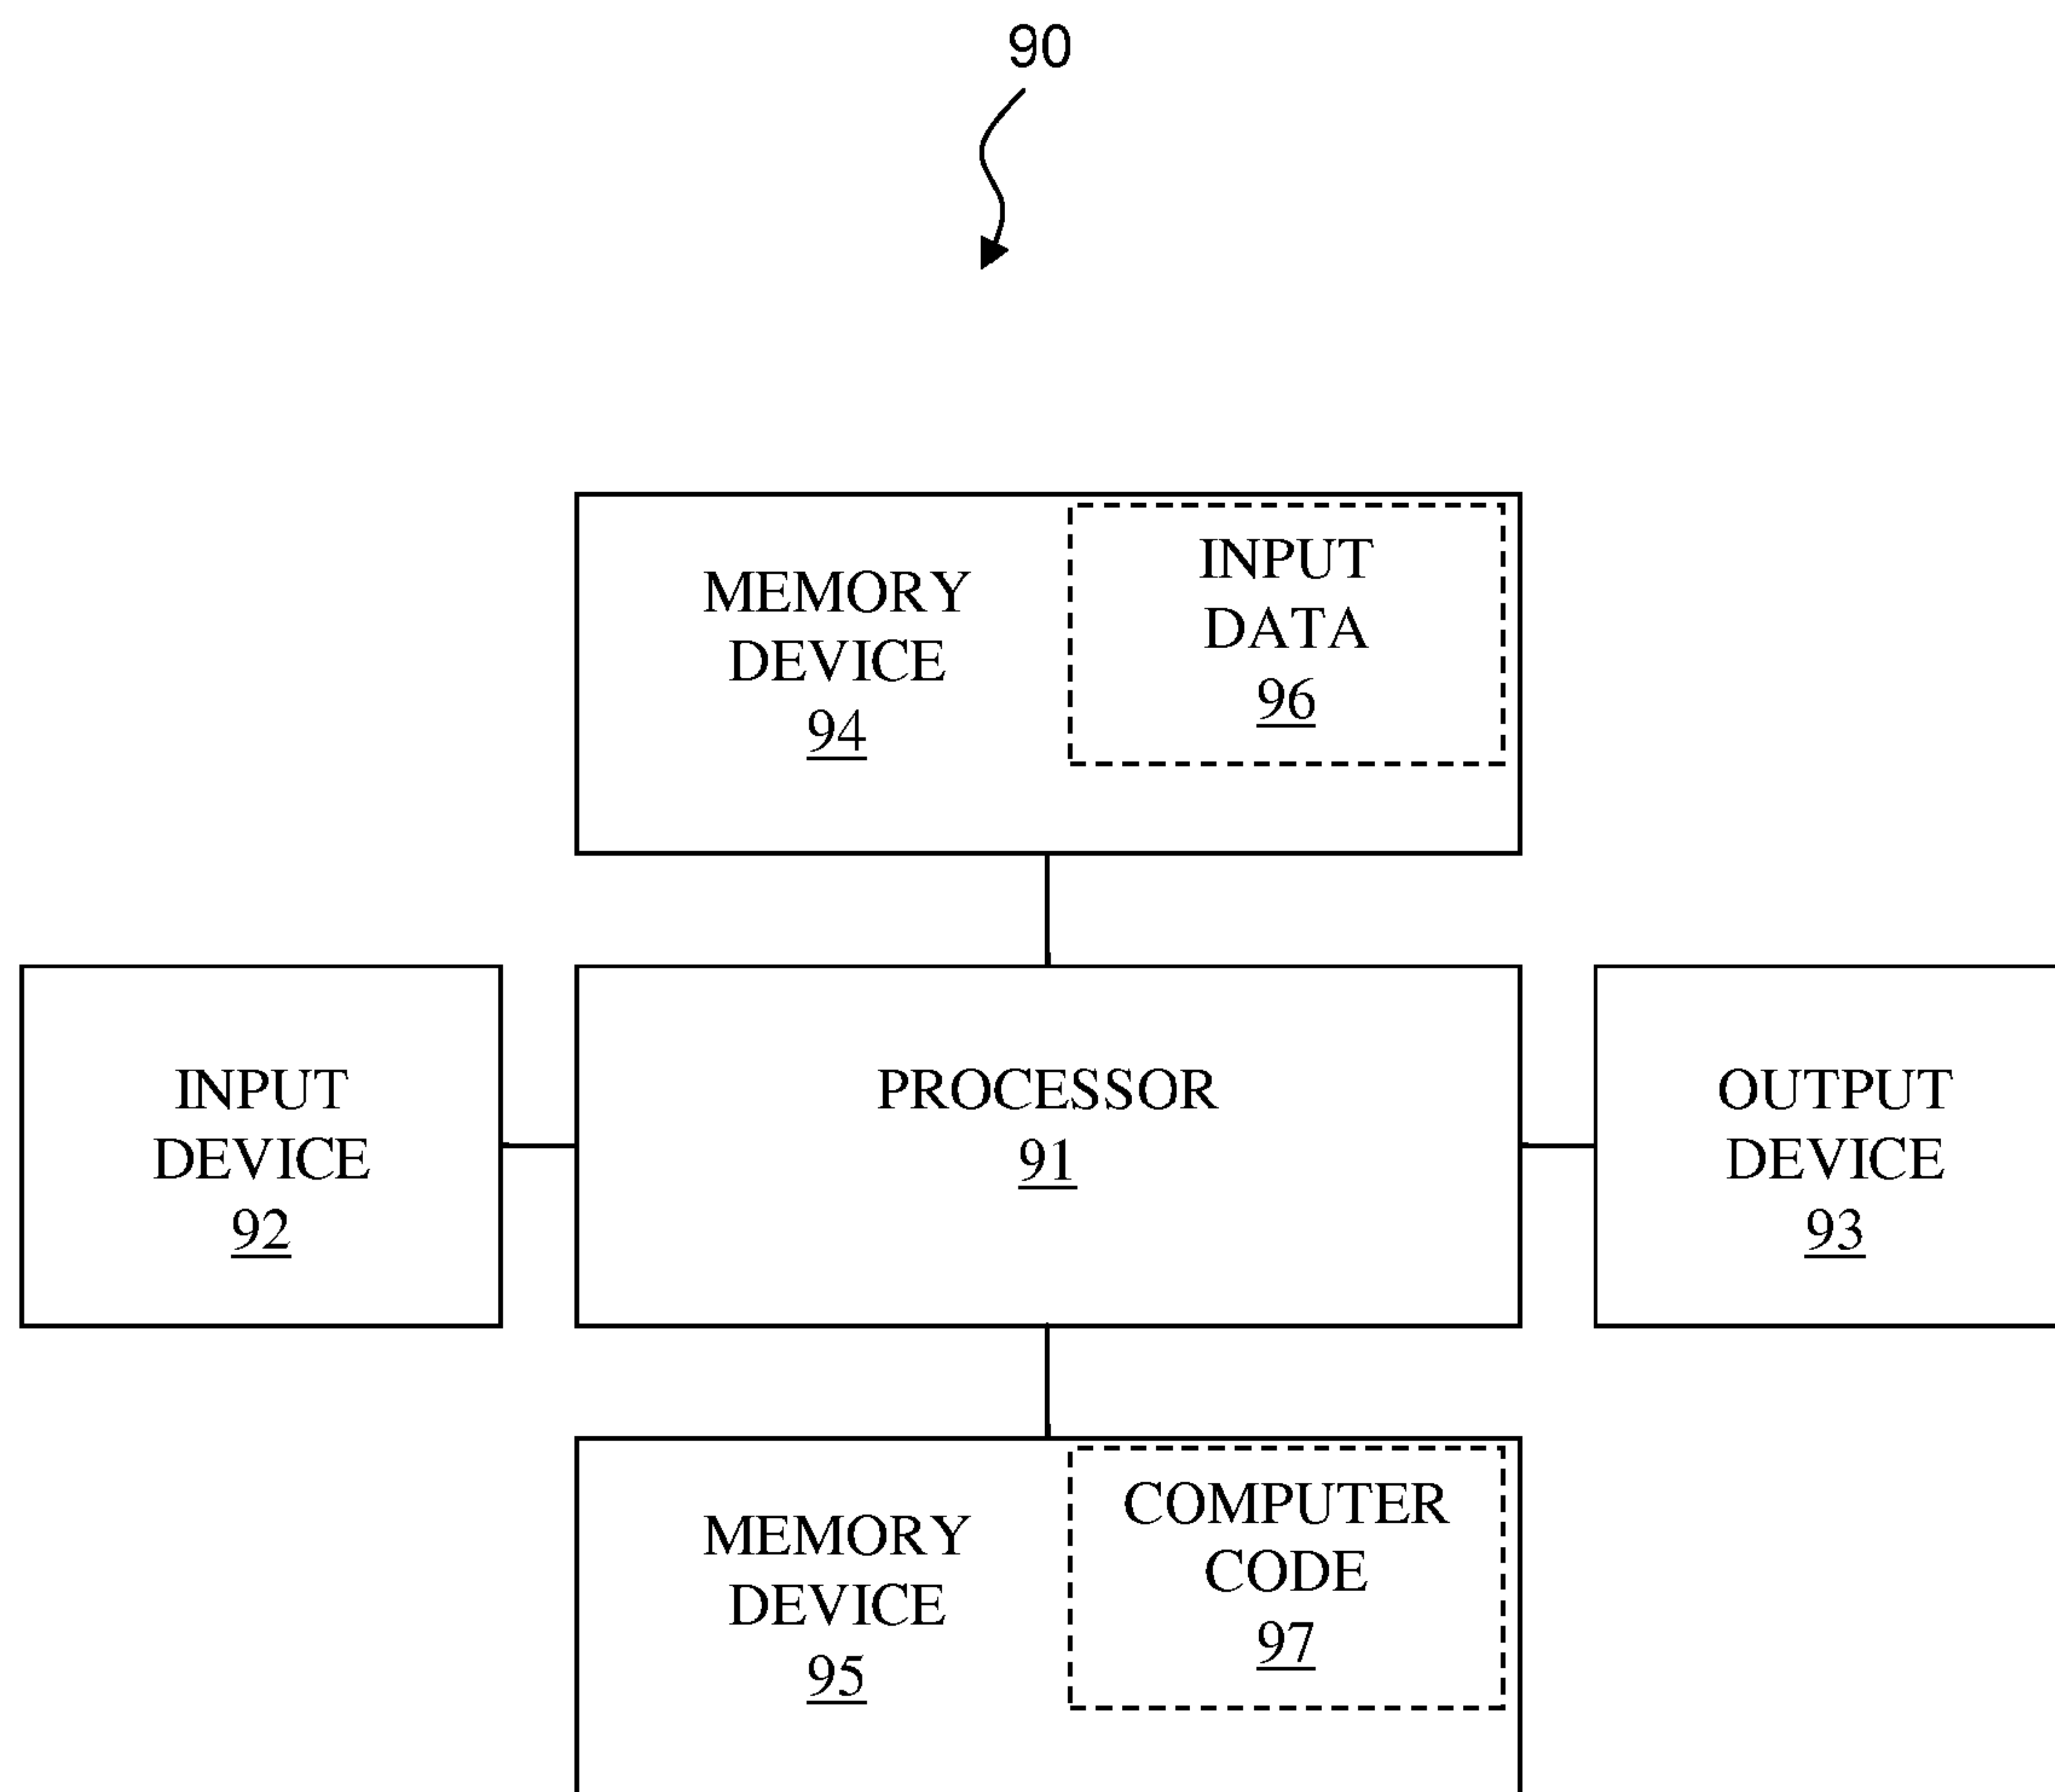 90
MEMORY
DEVICE
94
INPUT
DATA
96
INPUT
DEVICE
92
PROCESSOR
91
OUTPUT
DEVICE
93
MEMORY
DEVICE
95
COMPUTER
CODE
97